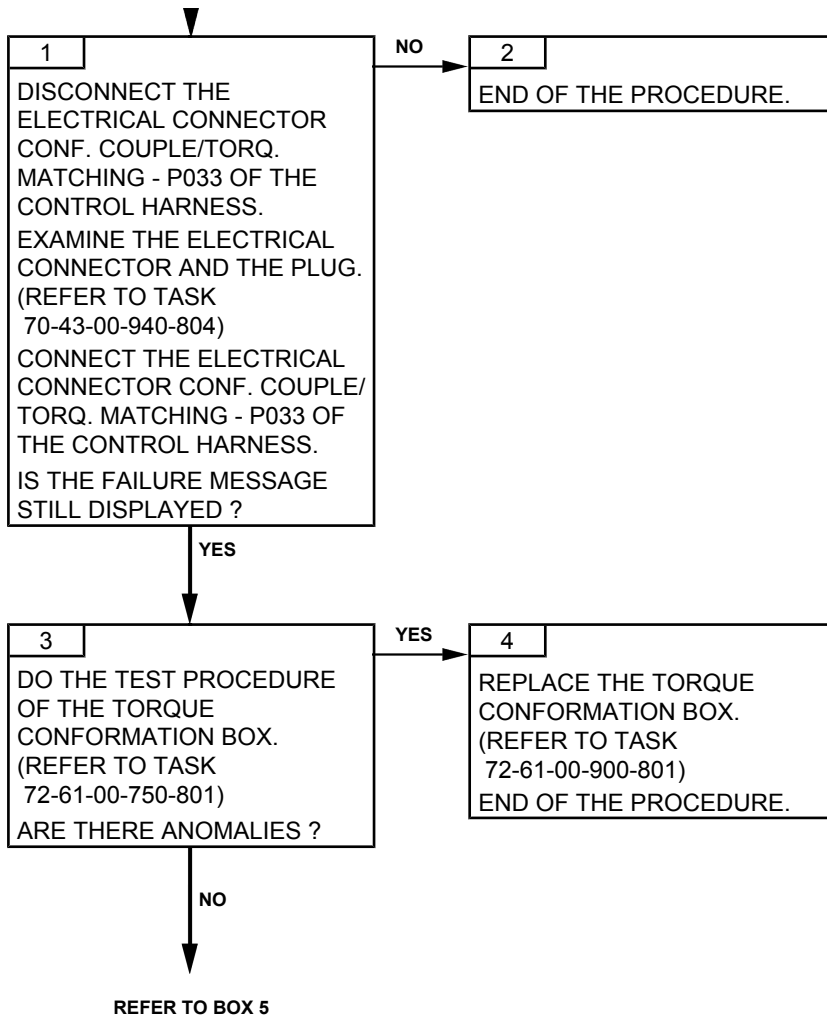 1
DISCONNECT THE
ELECTRICAL CONNECTOR
CONF. COUPLE/TORQ.
MATCHING - P033 OF THE
CONTROL HARNESS.
EXAMINE THE ELECTRICAL
CONNECTOR AND THE PLUG.
(REFER TO TASK
70-43-00-940-804)
CONNECT THE ELECTRICAL
CONNECTOR CONF. COUPLE/
TORQ. MATCHING - P033 OF
THE CONTROL HARNESS.
IS THE FAILURE MESSAGE
STILL DISPLAYED ?
NO
2
END OF THE PROCEDURE.
YES
3
DO THE TEST PROCEDURE
OF THE TORQUE
CONFORMATION BOX.
(REFER TO TASK
72-61-00-750-801)
ARE THERE ANOMALIES ?
YES
4
REPLACE THE TORQUE
CONFORMATION BOX.
(REFER TO TASK
72-61-00-900-801)
END OF THE PROCEDURE.
NO
REFER TO BOX 5